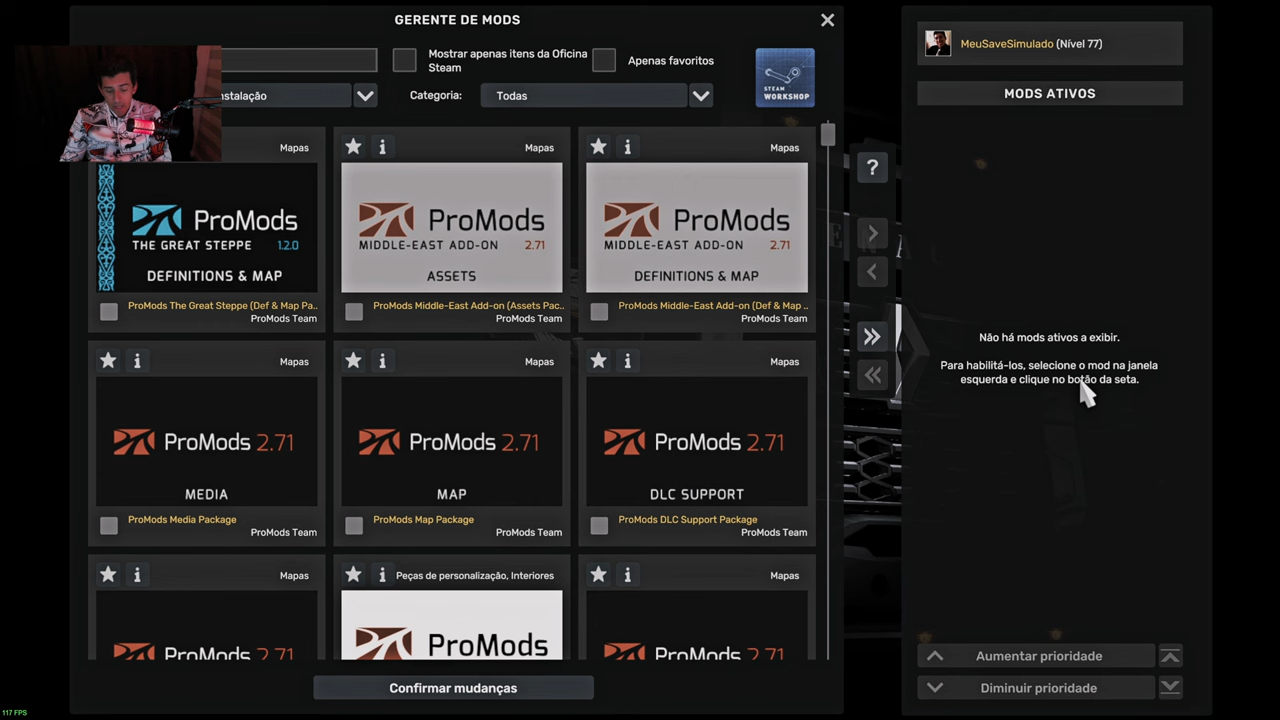 GERENTE DE MODS
Mostrar apenas itens da Oficina
Steam
Apenas favoritos
STEAM
WORKSHOP
nstalação
Categoria:
Todas
Mapas
ProMods
THE GREAT STEPPE 1.2.0
DEFINITIONS & MAP
ProMods The Great Steppe (Def & Map Pa..
ProMods Team
Mapas
ProMods
MIDDLE-EAST ADD-ON 2.71
ASSETS
ProMods Middle-East Add-on (Assets Pac..
ProMods Team
Mapas
ProMods
MIDDLE-EAST ADD-ON 2.71
DEFINITIONS & MAP
ProMods Middle-East Add-on (Def & Map ..
ProMods Team
Mapas
ProMods 2.71
MEDIA
ProMods Media Package
ProMods Team
Mapas
ProMods 2.71
MAP
ProMods Map Package
ProMods Team
Mapas
ProMods 2.71
DLC SUPPORT
ProMods DLC Support Package
ProMods Team
Mapas
ProMods 2.71
Peças de personalização, Interiores
ProMods
Mapas
ProMods 2.71
Confirmar mudanças
?
MeuSaveSimulado (Nível 77)
MODS ATIVOS
Não há mods ativos a exibir.
Para habilitá-los, selecione o mod na janela
esquerda e clique no botão da seta.
Aumentar prioridade
Diminuir prioridade
117 FPS